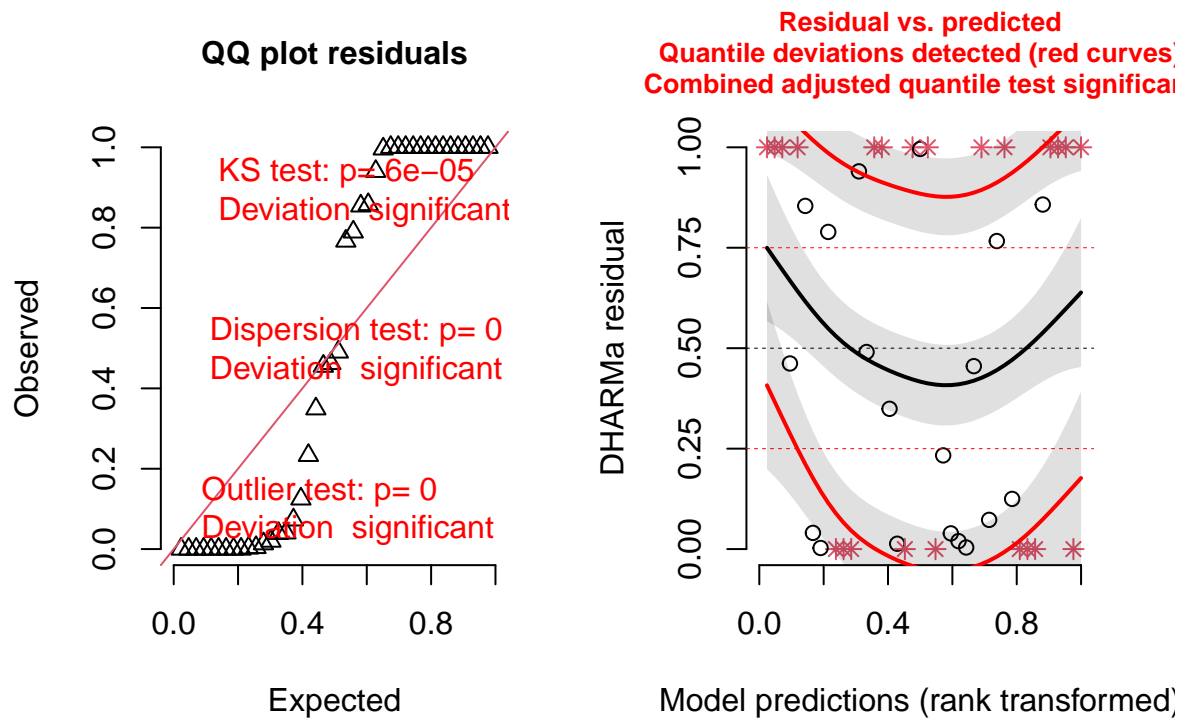 QQ plot residuals
Observed
1.0
0.8
0.6
0.4
0.2
0.0
KS test: p= 6e−05
Deviation significant
Dispersion test: p= 0
Deviation significant
Outlier test: p= 0
Deviation significant
0.0
0.4
0.8
Expected
Residual vs. predicted
Quantile deviations detected (red curves)
Combined adjusted quantile test significan
DHARMa residual
1.00
0.75
0.50
0.25
0.00
0.0
0.4
0.8
Model predictions (rank transformed)